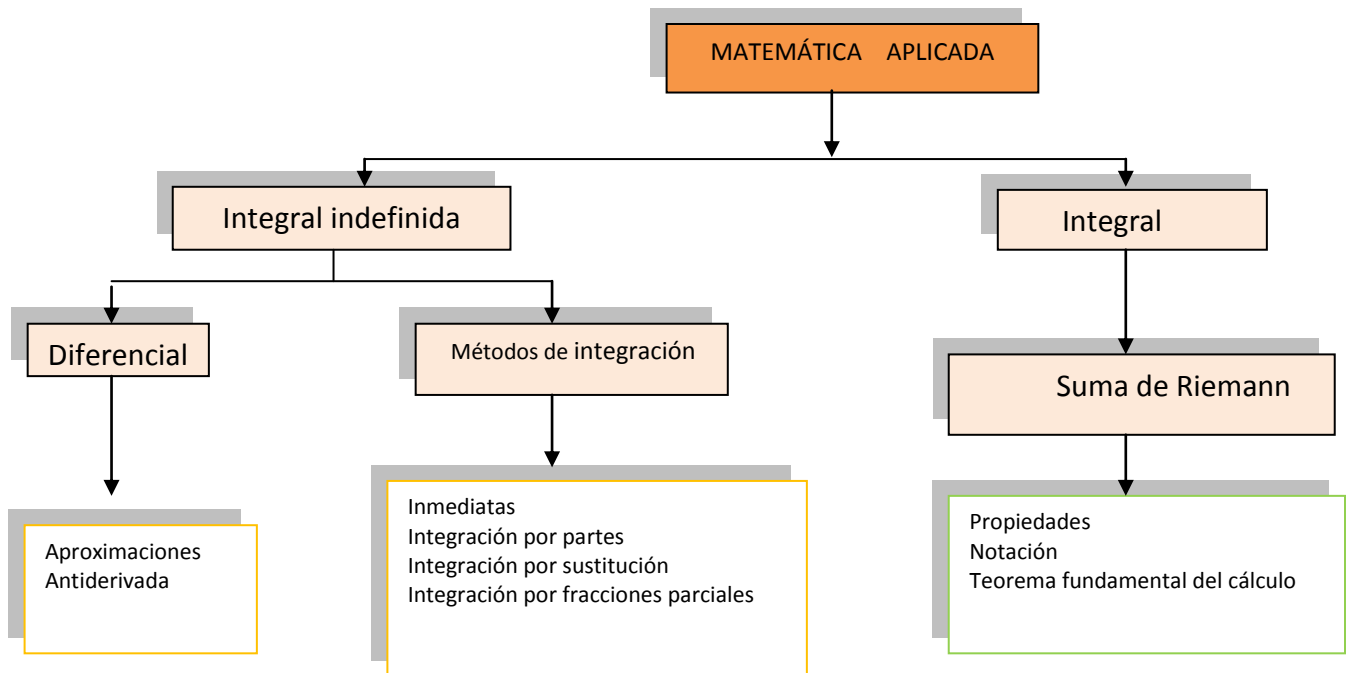 MATEMÁTICA APLICADA
Integral indefinida
Integral
Diferencial
Métodos de integración
Suma de Riemann
Aproximaciones
Antiderivada
Inmediatas
Integración por partes
Integración por sustitución
Integración por fracciones parciales
Propiedades
Notación
Teorema fundamental del cálculo